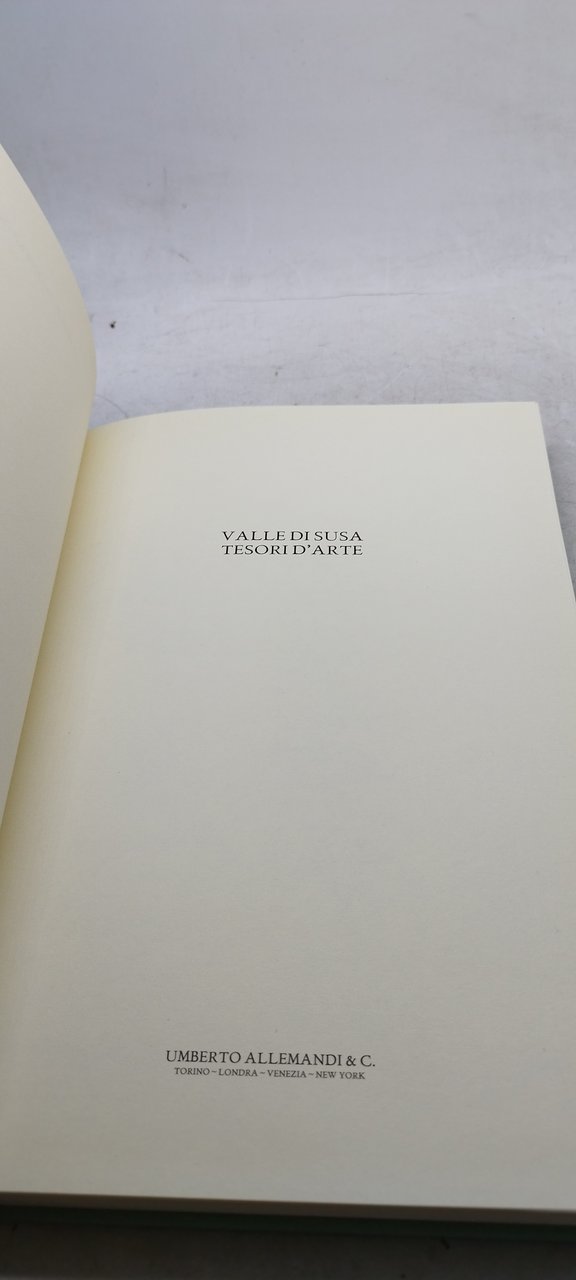 VALLE DI SUSA
TESORI D'ARTE
UMBERTO ALLEMANDI & C.
TORINO ~ LONDRA ~ VENEZIA ~ NEW YORK